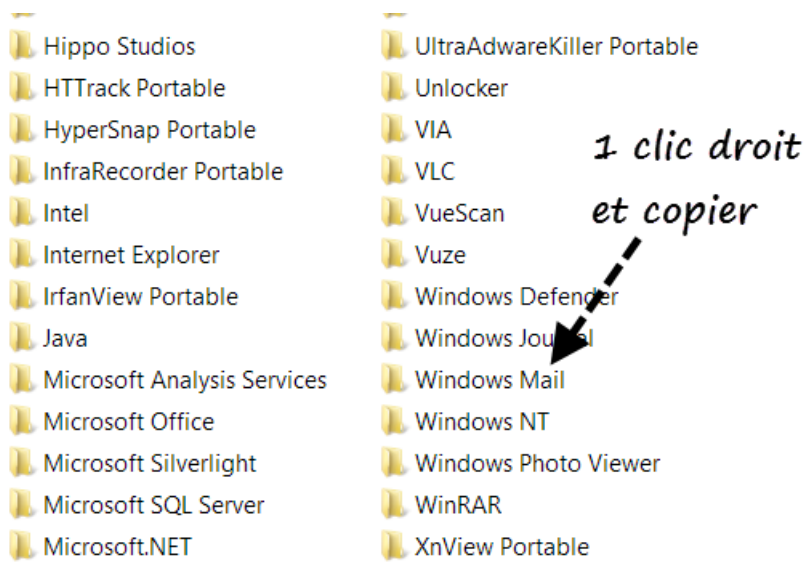 Hippo Studios
HTTrack Portable
HyperSnap Portable
InfraRecorder Portable
Intel
Internet Explorer
IrfanView Portable
Java
Microsoft Analysis Services
Microsoft Office
Microsoft Silverlight
Microsoft SQL Server
Microsoft.NET
UltraAdwareKiller Portable
Unlocker
VIA
VLC
VueScan
Vuze
Windows Defender
Windows Journal
Windows Mail
Windows NT
Windows Photo Viewer
WinRAR
XnView Portable
1 clic droit
et copier